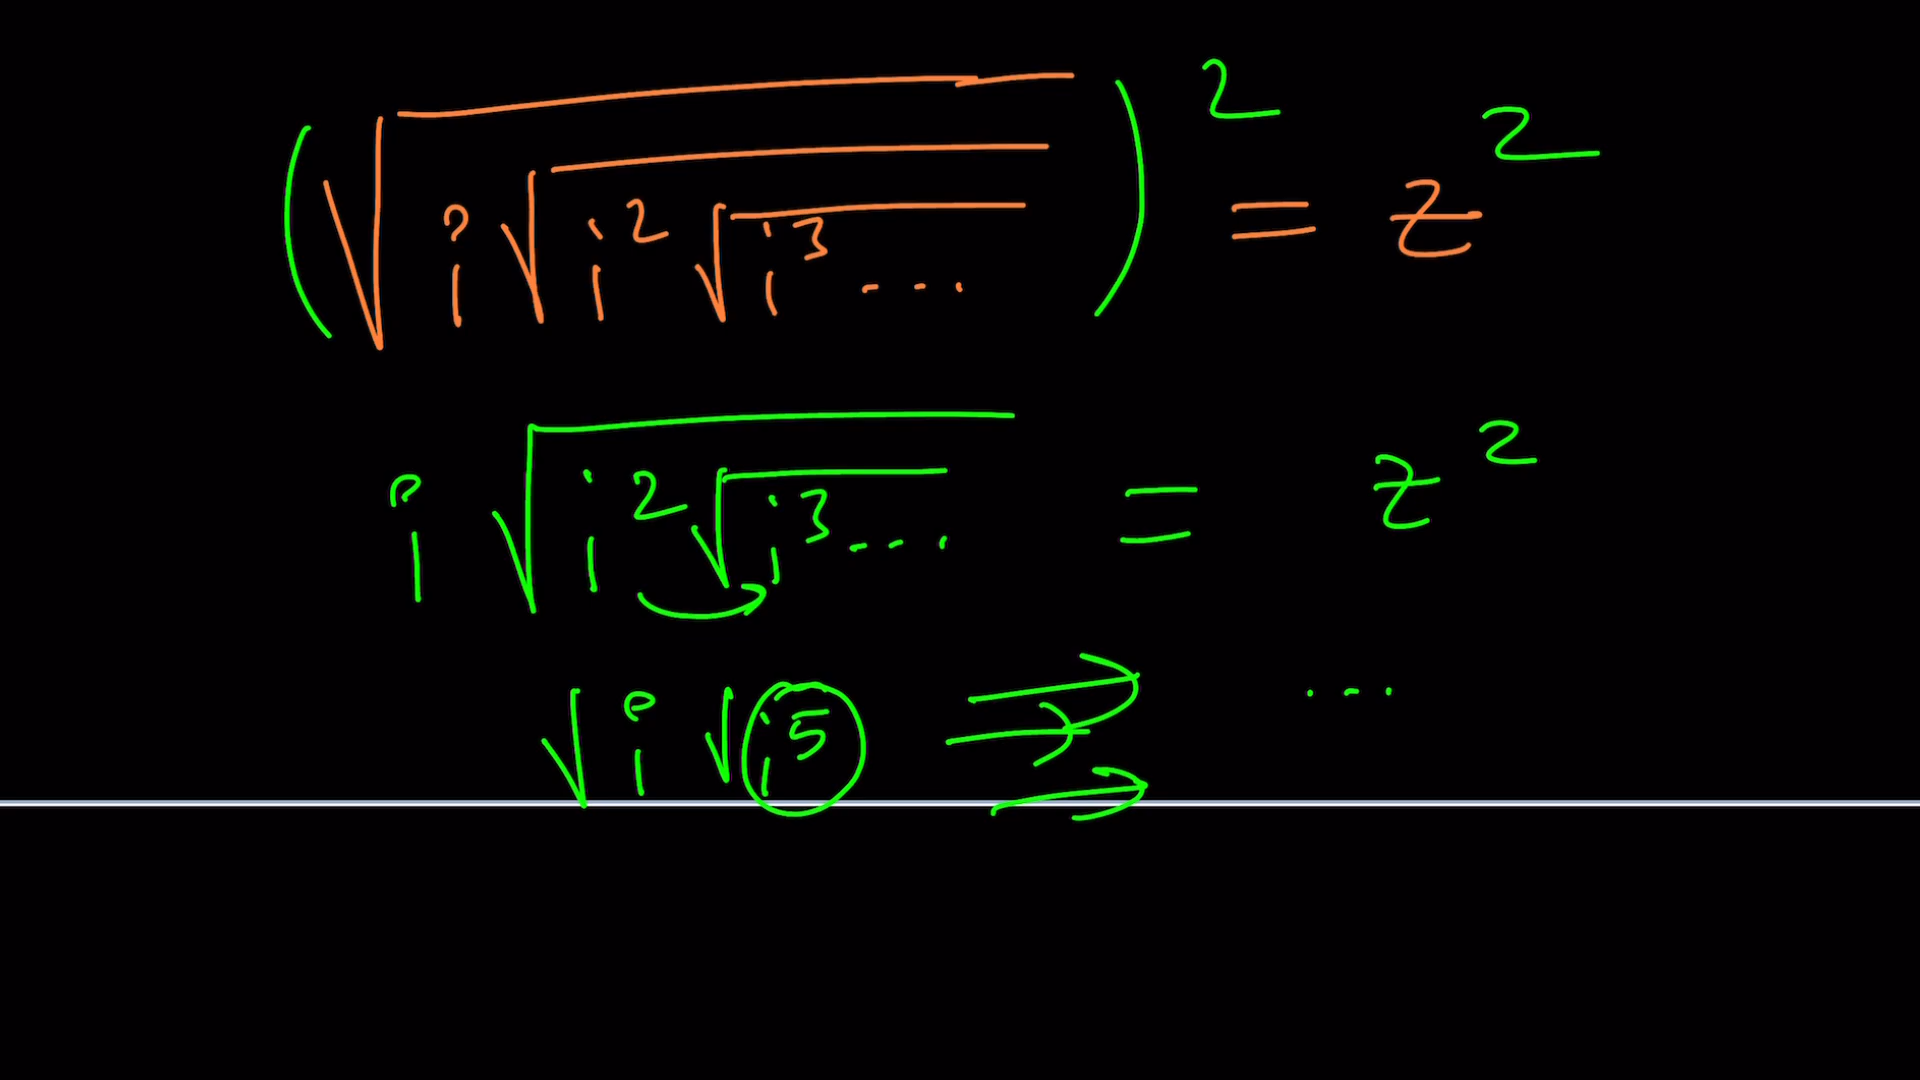 (√(i√(i²√(i³...))))² = z²
i√(i²√(i³...)) = z²
√i √i⁵ ...